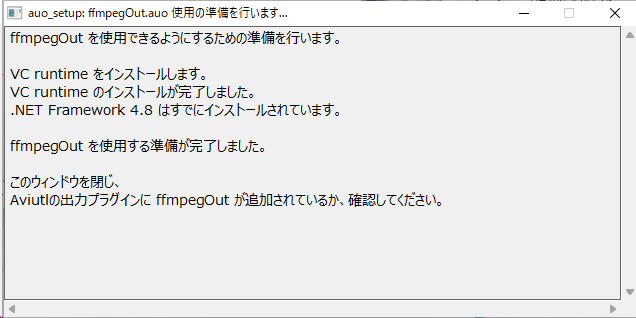 auo_setup: ffmpegOut.auo 使用の準備を行います...
ffmpegOut を使用できるようにするための準備を行います。
VC runtime をインストールします。
VC runtime のインストールが完了しました。
.NET Framework 4.8 はすでにインストールされています。
ffmpegOut を使用する準備が完了しました。
このウィンドウを閉じ、
Aviutlの出力プラグインに ffmpegOut が追加されているか、確認してください。